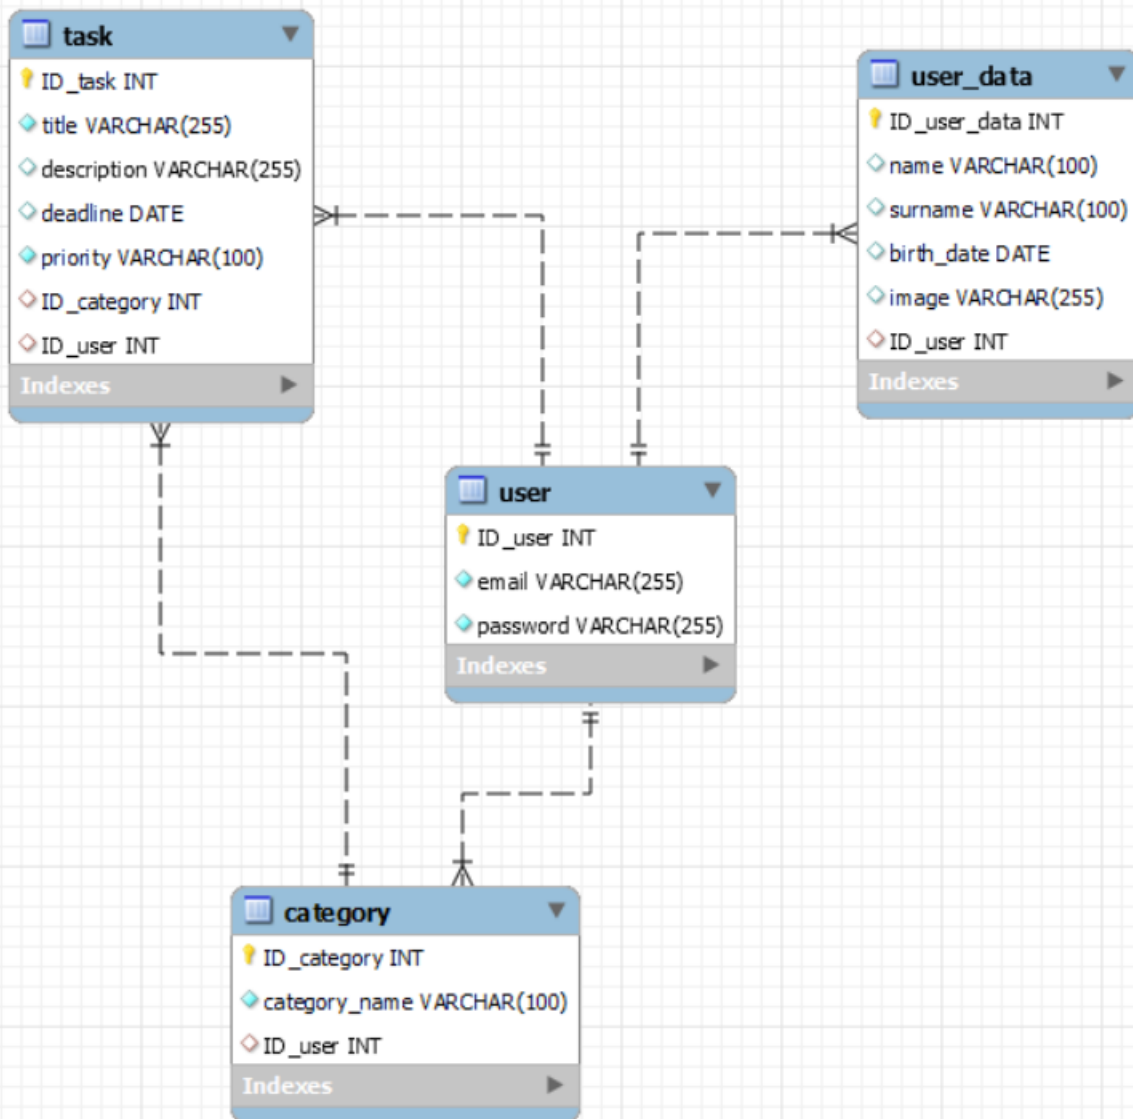 task
ID_task INT
title VARCHAR(255)
description VARCHAR(255)
deadline DATE
priority VARCHAR(100)
ID_category INT
ID_user INT
Indexes
user_data
ID_user_data INT
name VARCHAR(100)
surname VARCHAR(100)
birth_date DATE
image VARCHAR(255)
ID_user INT
Indexes
user
ID_user INT
email VARCHAR(255)
password VARCHAR(255)
Indexes
category
ID_category INT
category_name VARCHAR(100)
ID_user INT
Indexes